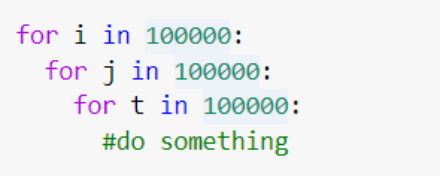 for i in 100000:
for j in 100000:
for t in 100000:
#do something